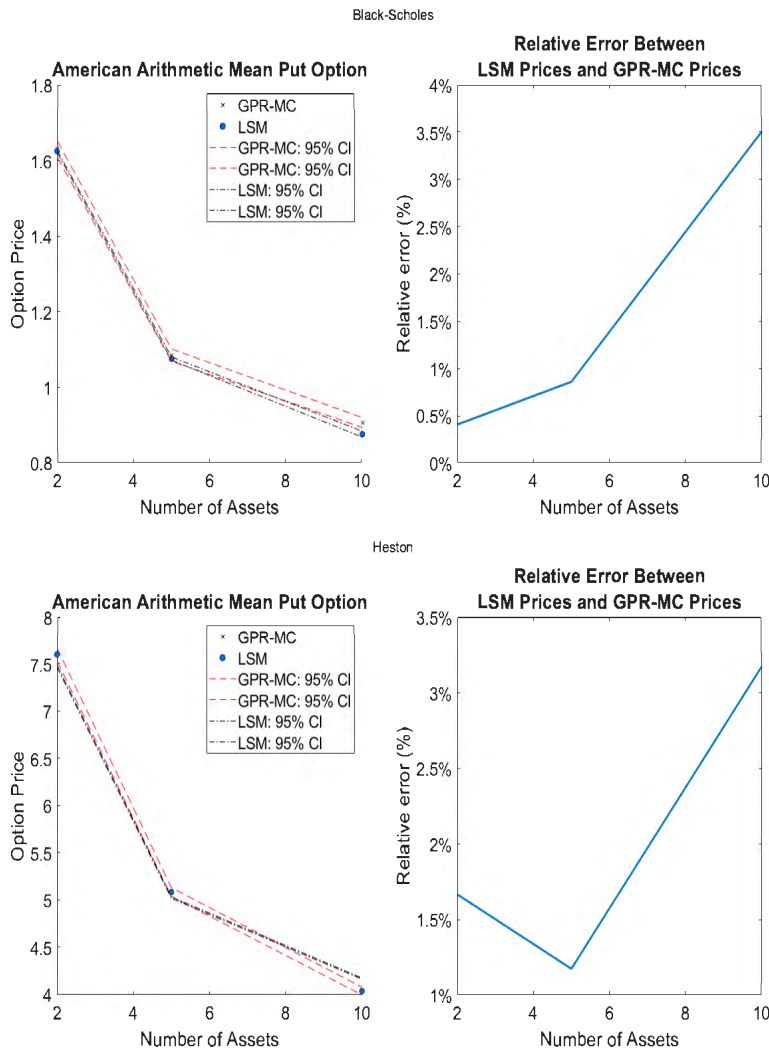 Black-Scholes
American Arithmetic Mean Put Option
1.8
1.6
1.4
1.2
1
0.8
2
4
6
8
10
Option Price
Number of Assets
GPR-MC
LSM
GPR-MC: 95% CI
GPR-MC: 95% CI
LSM: 95% CI
LSM: 95% CI
Relative Error Between
LSM Prices and GPR-MC Prices
4%
3.5%
3%
2.5%
2%
1.5%
1%
0.5%
0%
2
4
6
8
10
Relative error (%)
Number of Assets
Heston
American Arithmetic Mean Put Option
8
7.5
7
6.5
6
5.5
5
4.5
4
2
4
6
8
10
Option Price
Number of Assets
GPR-MC
LSM
GPR-MC: 95% CI
GPR-MC: 95% CI
LSM: 95% CI
LSM: 95% CI
Relative Error Between
LSM Prices and GPR-MC Prices
3.5%
3%
2.5%
2%
1.5%
1%
2
4
6
8
10
Relative error (%)
Number of Assets